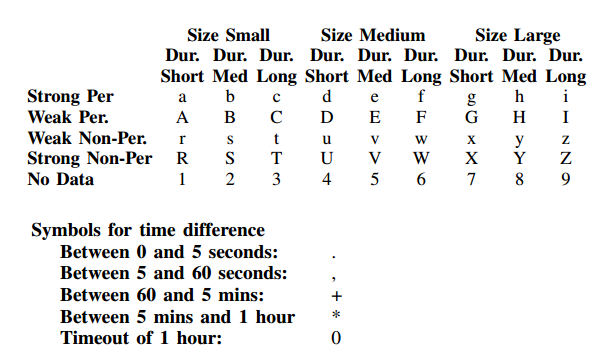 Size Small Size Medium Size Large
Dur. Dur. Dur. Dur. Dur. Dur. Dur. Dur. Dur.
Short Med Long Short Med Long Short Med Long
Strong Per a b c d e f g h i
Weak Per. A B C D E F G H I
Weak Non-Per. r s t u v w x y z
Strong Non-Per R S T U V W X Y Z
No Data 1 2 3 4 5 6 7 8 9
Symbols for time difference
Between 0 and 5 seconds: .
Between 5 and 60 seconds: ,
Between 60 and 5 mins: +
Between 5 mins and 1 hour *
Timeout of 1 hour: 0